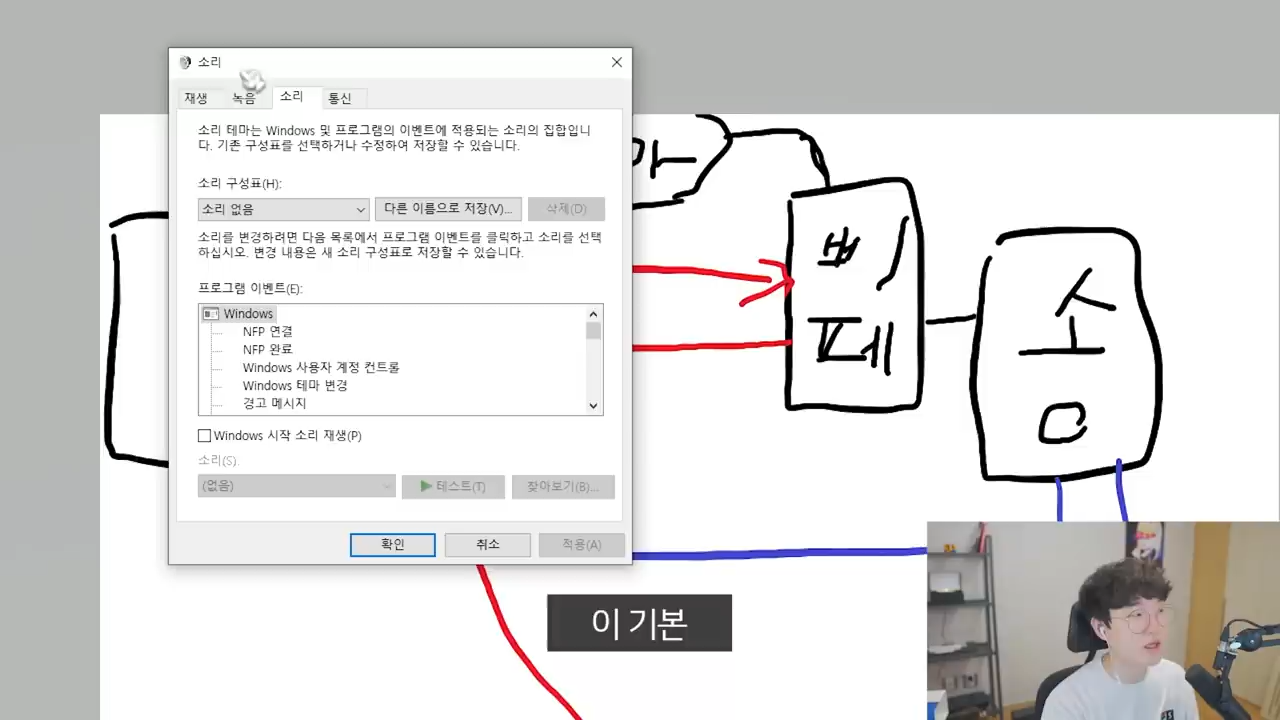 소리
재생 녹음 소리 통신
소리 테마는 Windows 및 프로그램의 이벤트에 적용되는 소리의 집합입니
다. 기존 구성표를 선택하거나 수정하여 저장할 수 있습니다.
소리 구성표(H):
소리 없음 다른 이름으로 저장(V)... 삭제(D)
소리를 변경하려면 다음 목록에서 프로그램 이벤트를 클릭하고 소리를 선택
하십시오. 변경 내용은 새 소리 구성표로 저장할 수 있습니다.
프로그램 이벤트(E):
Windows
NFP 연결
NFP 완료
Windows 사용자 계정 컨트롤
Windows 테마 변경
경고 메시지
Windows 시작 소리 재생(P)
소리(S):
(없음) 테스트(T) 찾아보기(B)...
확인 취소 적용(A)
빠
페
소
ㅁ
이 기본